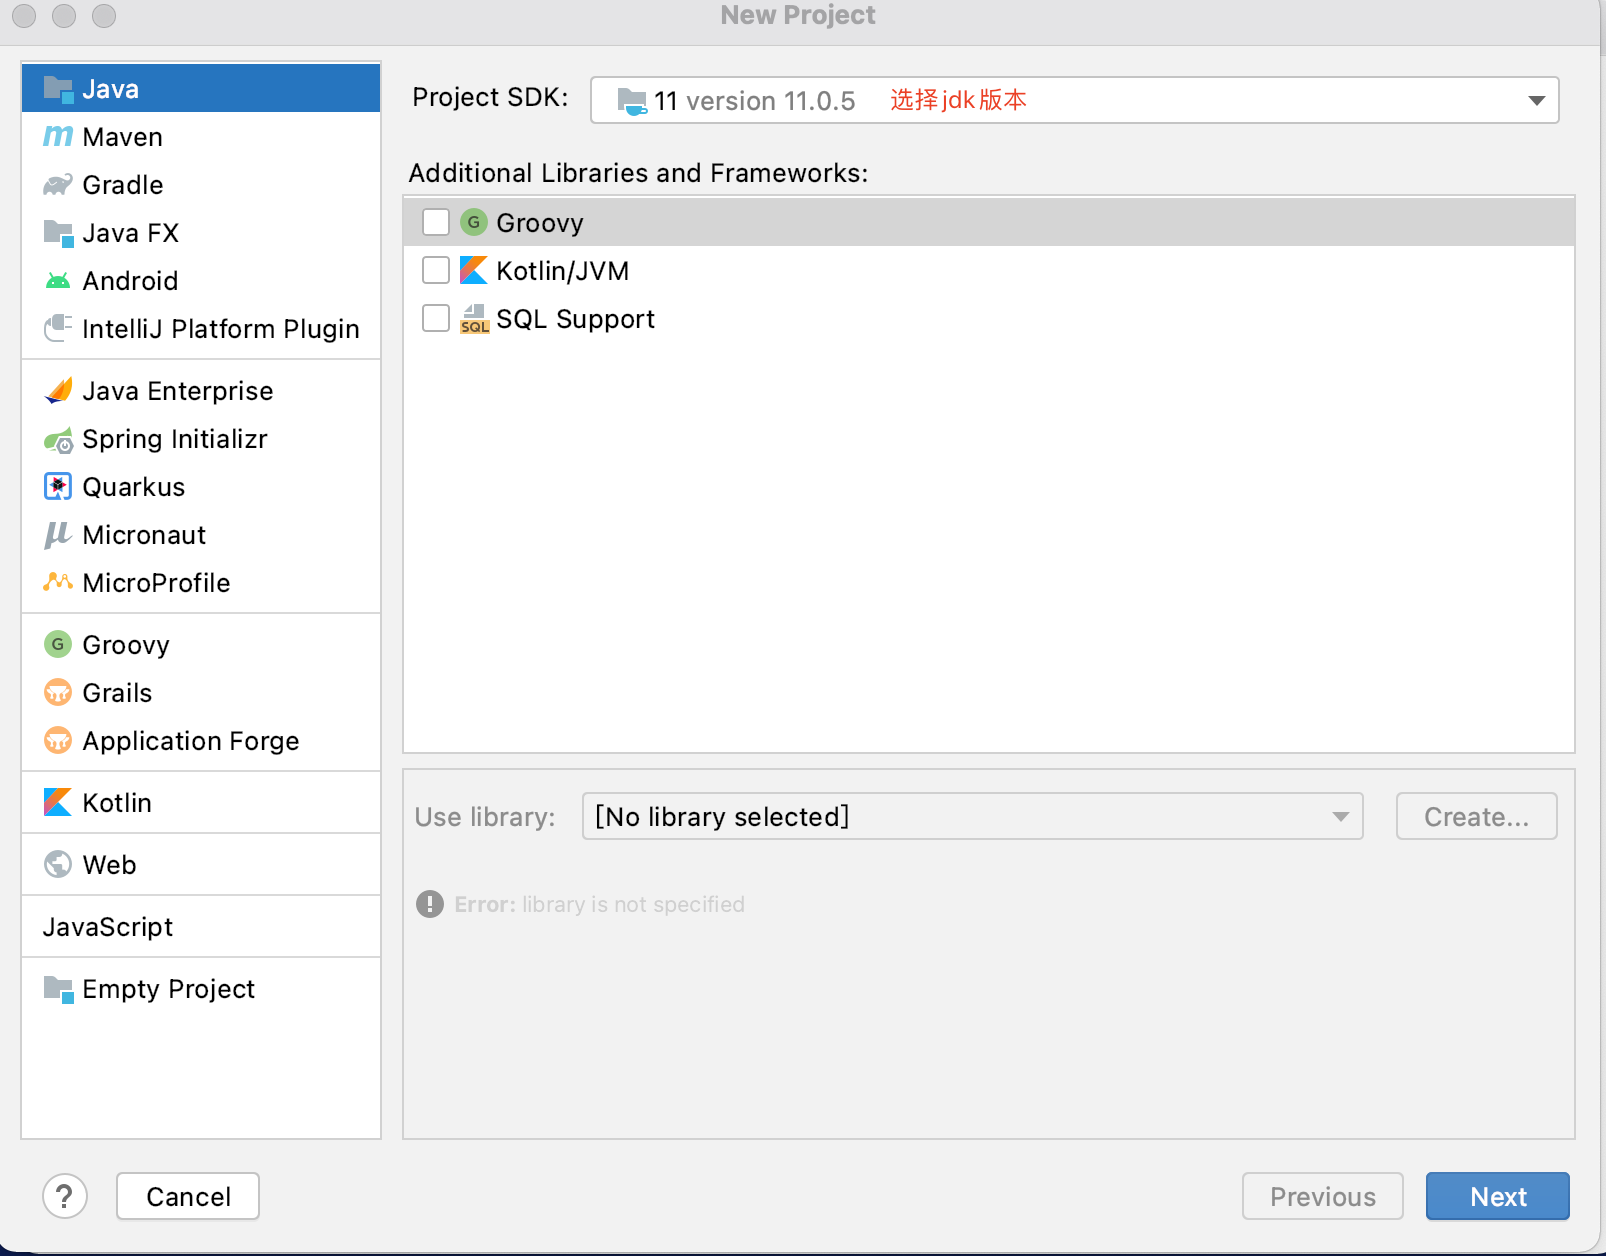 New Project
Java
Maven
Gradle
Java FX
Android
IntelliJ Platform Plugin
Java Enterprise
Spring Initializr
Quarkus
Micronaut
MicroProfile
G Groovy
Grails
Application Forge
Kotlin
Web
JavaScript
Empty Project
Project SDK: 11 version 11.0.5 选择jdk版本
Additional Libraries and Frameworks:
G Groovy
Kotlin/JVM
SQL SQL Support
Use library: [No library selected] Create...
Error: library is not specified
? Cancel Previous Next